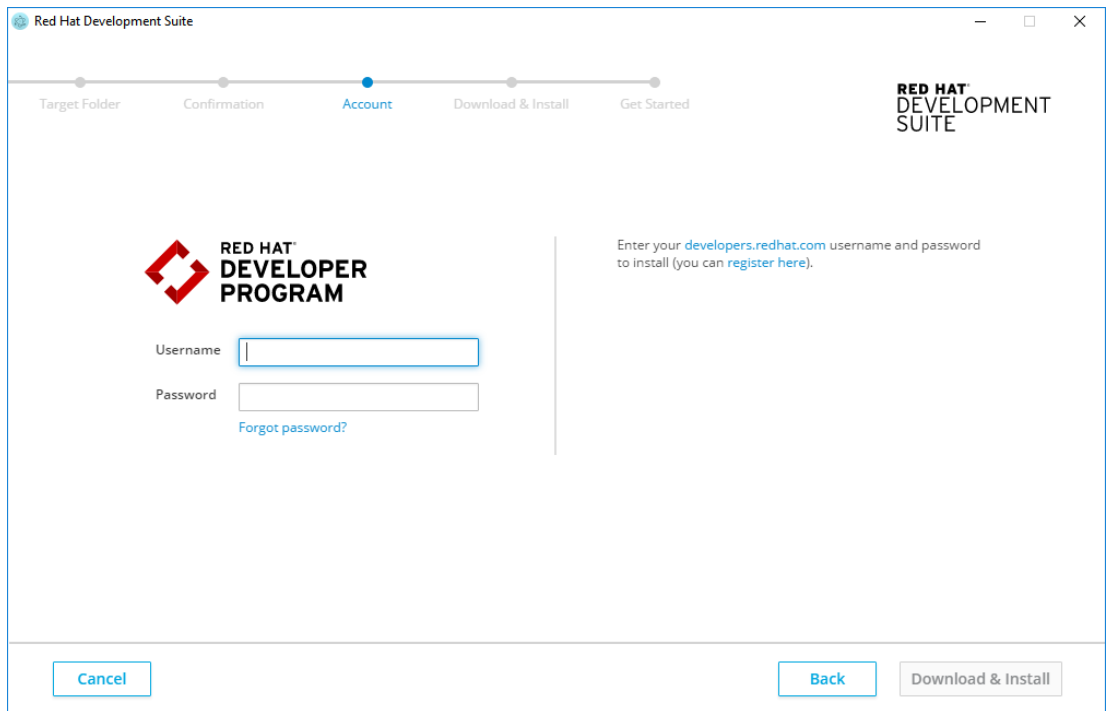 Red Hat Development Suite
Target Folder
Confirmation
Account
Download & Install
Get Started
RED HAT®
DEVELOPMENT
SUITE
RED HAT®
DEVELOPER
PROGRAM
Username
Password
Forgot password?
Enter your developers.redhat.com username and password
to install (you can register here).
Cancel
Back
Download & Install